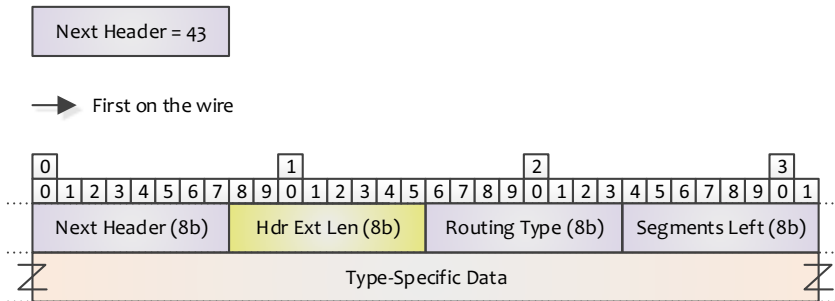 Next Header = 43
First on the wire
0 1 2 3
0 1 2 3 4 5 6 7 8 9 0 1 2 3 4 5 6 7 8 9 0 1 2 3 4 5 6 7 8 9 0 1
Next Header (8b) Hdr Ext Len (8b) Routing Type (8b) Segments Left (8b)
Type-Specific Data